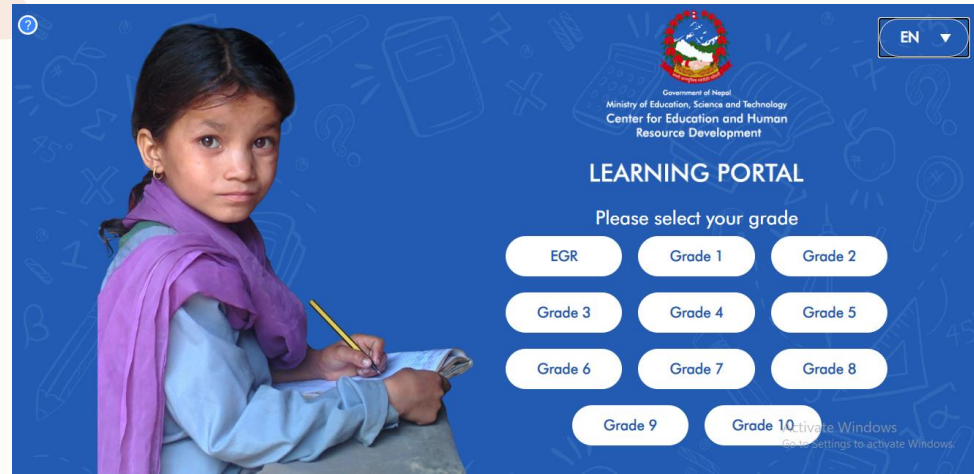 ?
EN
Government of Nepal
Ministry of Education, Science and Technology
Center for Education and Human
Resource Development
LEARNING PORTAL
Please select your grade
EGR Grade 1 Grade 2
Grade 3 Grade 4 Grade 5
Grade 6 Grade 7 Grade 8
Grade 9 Grade 10
Activate Windows
Go to Settings to activate Windows.